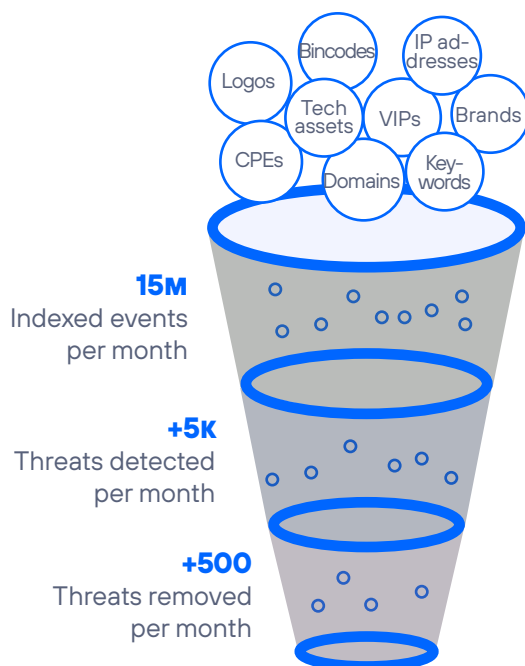 Bincodes
IP ad-
dresses
Logos
Tech
assets
VIPs
Brands
CPEs
Domains
Key-
words
15M
Indexed events
per month
+5K
Threats detected
per month
+500
Threats removed
per month